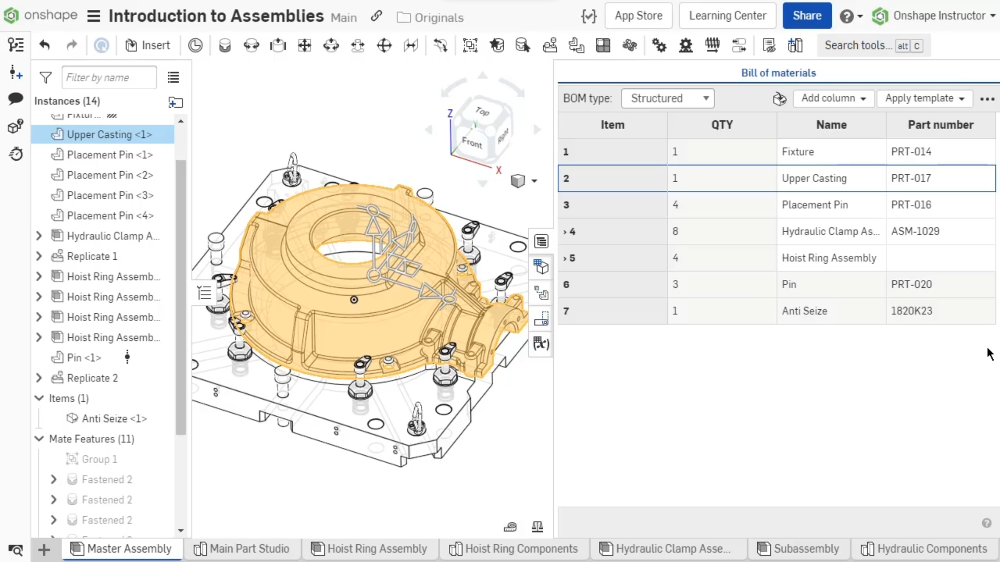 onshape Introduction to Assemblies Main Originals App Store Learning Center Share Onshape Instructor
Insert Search tools... alt C
Filter by name
Instances (14)
Fixtur...
Upper Casting <1>
Placement Pin <1>
Placement Pin <2>
Placement Pin <3>
Placement Pin <4>
Hydraulic Clamp A...
Replicate 1
Hoist Ring Assemb...
Hoist Ring Assemb...
Hoist Ring Assemb...
Hoist Ring Assemb...
Pin <1>
Replicate 2
Items (1)
Anti Seize <1>
Mate Features (11)
Group 1
Fastened 2
Fastened 2
Fastened 2
Z
Top
Y
Front
Right
X
Bill of materials
BOM type: Structured Add column Apply template
Item QTY Name Part number
1 1 Fixture PRT-014
2 1 Upper Casting PRT-017
3 4 Placement Pin PRT-016
4 8 Hydraulic Clamp As... ASM-1029
5 4 Hoist Ring Assembly
6 3 Pin PRT-020
7 1 Anti Seize 1820K23
Master Assembly Main Part Studio Hoist Ring Assembly Hoist Ring Components Hydraulic Clamp Asse... Subassembly Hydraulic Components